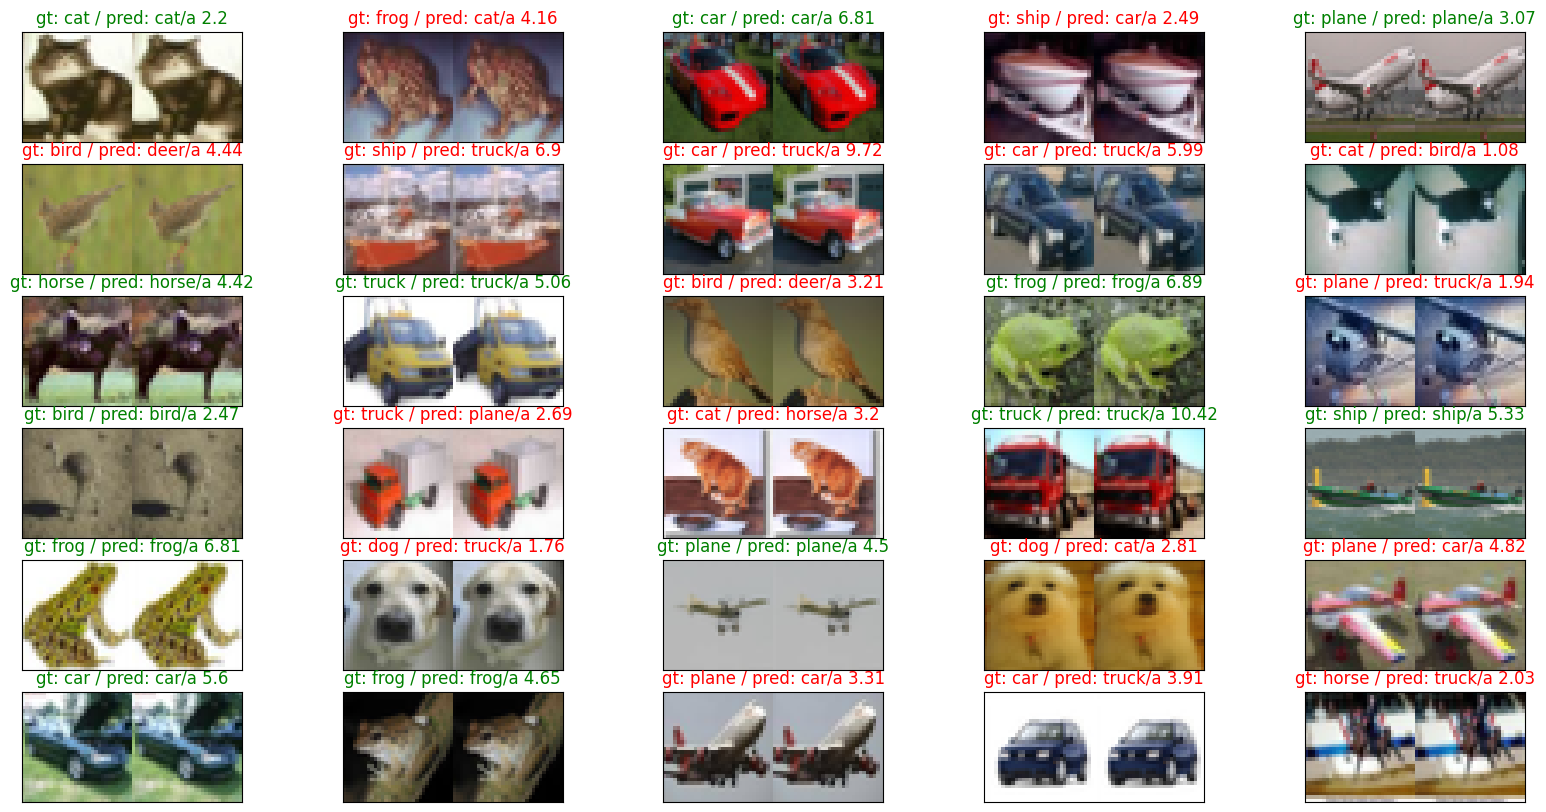 gt: cat / pred: cat/a 2.2
gt: frog / pred: cat/a 4.16
gt: car / pred: car/a 6.81
gt: ship / pred: car/a 2.49
gt: plane / pred: plane/a 3.07
gt: bird / pred: deer/a 4.44
gt: ship / pred: truck/a 6.9
gt: car / pred: truck/a 9.72
gt: car / pred: truck/a 5.99
gt: cat / pred: bird/a 1.08
gt: horse / pred: horse/a 4.42
gt: truck / pred: truck/a 5.06
gt: bird / pred: deer/a 3.21
gt: frog / pred: frog/a 6.89
gt: plane / pred: truck/a 1.94
gt: bird / pred: bird/a 2.47
gt: truck / pred: plane/a 2.69
gt: cat / pred: horse/a 3.2
gt: truck / pred: truck/a 10.42
gt: ship / pred: ship/a 5.33
gt: frog / pred: frog/a 6.81
gt: dog / pred: truck/a 1.76
gt: plane / pred: plane/a 4.5
gt: dog / pred: cat/a 2.81
gt: plane / pred: car/a 4.82
gt: car / pred: car/a 5.6
gt: frog / pred: frog/a 4.65
gt: plane / pred: car/a 3.31
gt: car / pred: truck/a 3.91
gt: horse / pred: truck/a 2.03